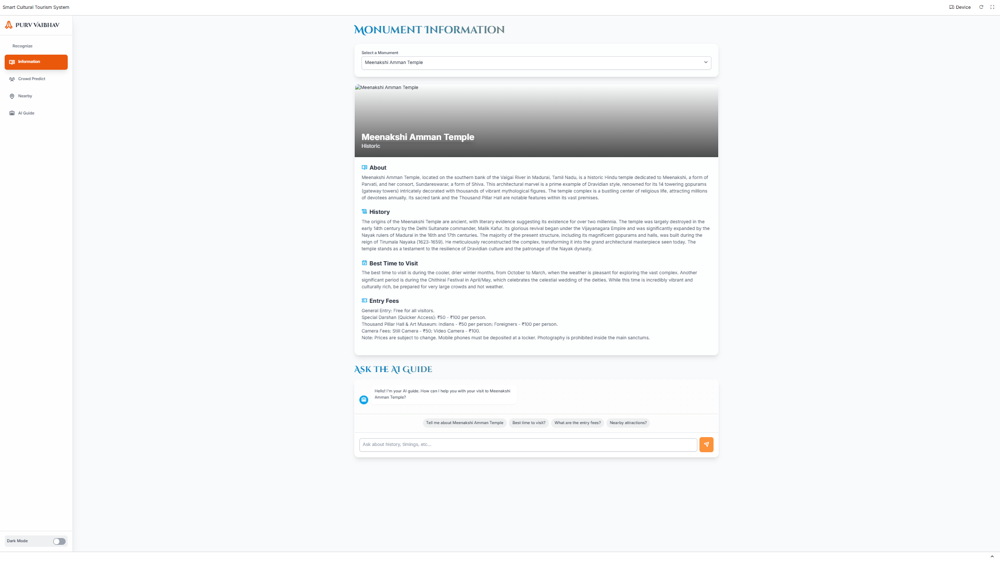 Smart Cultural Tourism System
Device
PURV VAIBHAV
Recognize
Information
Crowd Predict
Nearby
AI Guide
Dark Mode
Monument Information
Select a Monument
Meenakshi Amman Temple
Meenakshi Amman Temple
Meenakshi Amman Temple
Historic
About
Meenakshi Amman Temple, located on the southern bank of the Vaigai River in Madurai, Tamil Nadu, is a historic Hindu temple dedicated to Meenakshi, a form of
Parvati, and her consort, Sundareswarar, a form of Shiva. This architectural marvel is a prime example of Dravidian style, renowned for its 14 towering gopurams
(gateway towers) intricately decorated with thousands of vibrant mythological figures. The temple complex is a bustling center of religious life, attracting millions
of devotees annually. Its sacred tank and the Thousand Pillar Hall are notable features within its vast premises.
History
The origins of the Meenakshi Temple are ancient, with literary evidence suggesting its existence for over two millennia. The temple was largely destroyed in the
early 14th century by the Delhi Sultanate commander, Malik Kafur. Its glorious revival began under the Vijayanagara Empire and was significantly expanded by the
Nayak rulers of Madurai in the 16th and 17th centuries. The majority of the present structure, including its magnificent gopurams and halls, was built during the
reign of Tirumala Nayaka (1623-1659). He meticulously reconstructed the complex, transforming it into the grand architectural masterpiece seen today. The
temple stands as a testament to the resilience of Dravidian culture and the patronage of the Nayak dynasty.
Best Time to Visit
The best time to visit is during the cooler, drier winter months, from October to March, when the weather is pleasant for exploring the vast complex. Another
significant period is during the Chithirai Festival in April/May, which celebrates the celestial wedding of the deities. While this time is incredibly vibrant and
culturally rich, be prepared for very large crowds and hot weather.
Entry Fees
General Entry: Free for all visitors.
Special Darshan (Quicker Access): ₹50 - ₹100 per person.
Thousand Pillar Hall & Art Museum: Indians - ₹50 per person; Foreigners - ₹100 per person.
Camera Fees: Still Camera - ₹50; Video Camera - ₹100.
Note: Prices are subject to change. Mobile phones must be deposited at a locker. Photography is prohibited inside the main sanctums.
Ask the AI Guide
Hello! I'm your AI guide. How can I help you with your visit to Meenakshi
Amman Temple?
Tell me about Meenakshi Amman Temple
Best time to visit?
What are the entry fees?
Nearby attractions?
Ask about history, timings, etc...